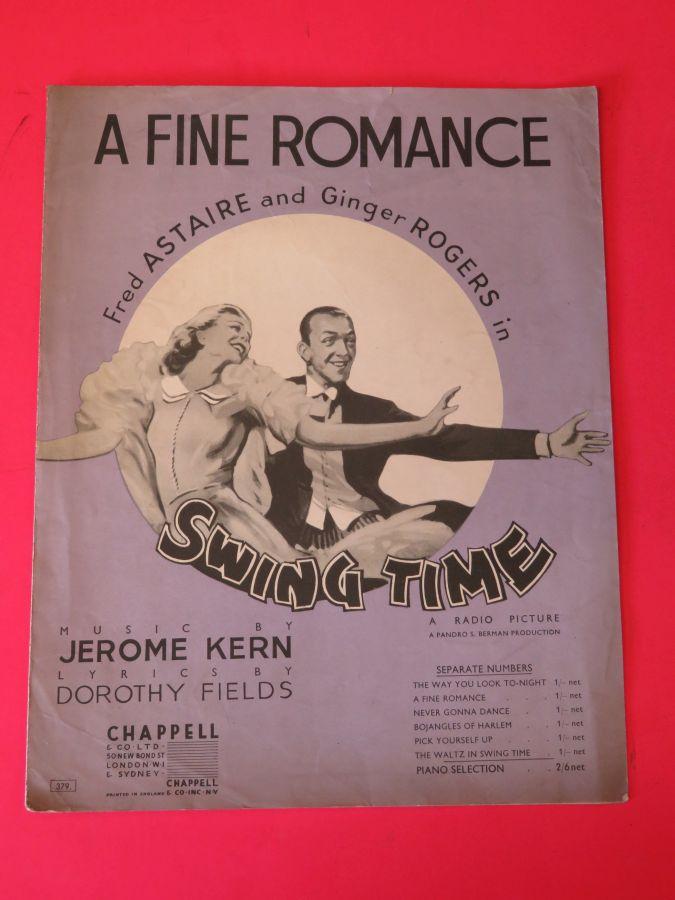 A FINE ROMANCE
Fred ASTAIRE and Ginger ROGERS in
SWING TIME
A RADIO PICTURE
A PANDRO S. BERMAN PRODUCTION
MUSIC BY
JEROME KERN
LYRICS BY
DOROTHY FIELDS
SEPARATE NUMBERS
THE WAY YOU LOOK TO-NIGHT 1/- net
A FINE ROMANCE . . . 1/- net
NEVER GONNA DANCE . . 1/- net
BOJANGLES OF HARLEM . . 1/- net
PICK YOURSELF UP . . . 1/- net
THE WALTZ IN SWING TIME . 1/- net
PIANO SELECTION . . 2/6 net
CHAPPELL
& CO·LTD·
50 NEW BOND ST
LONDON W1
& SYDNEY·
CHAPPELL
& CO·INC·N·Y
PRINTED IN ENGLAND
379.